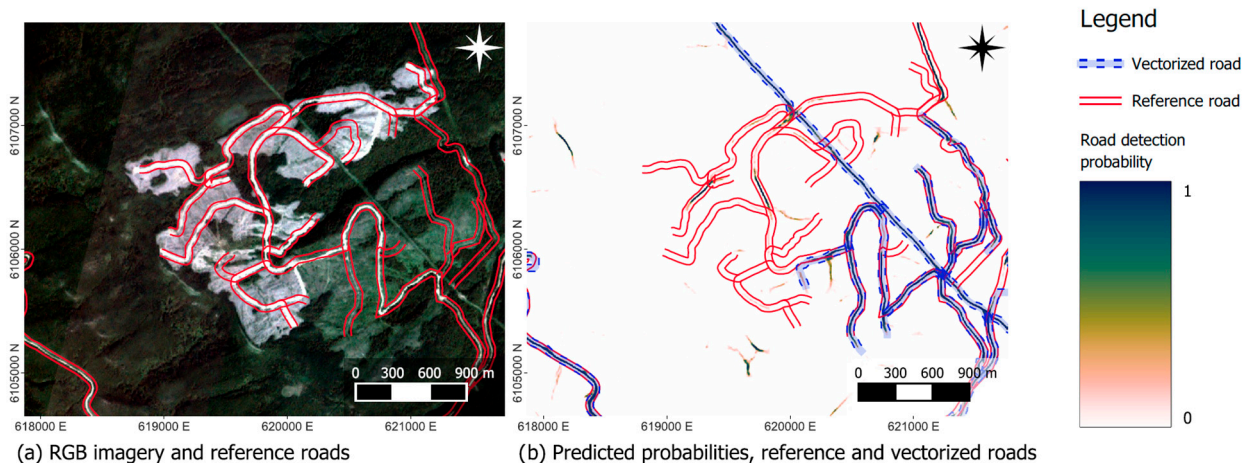 Legend
Vectorized road
Reference road
Road detection
probability
1
0
6107000 N
6106000 N
6105000 N
0 300 600 900 m
618000 E 619000 E 620000 E 621000 E
(a) RGB imagery and reference roads
6107000 N
6106000 N
6105000 N
0 300 600 900 m
618000 E 619000 E 620000 E 621000 E
(b) Predicted probabilities, reference and vectorized roads